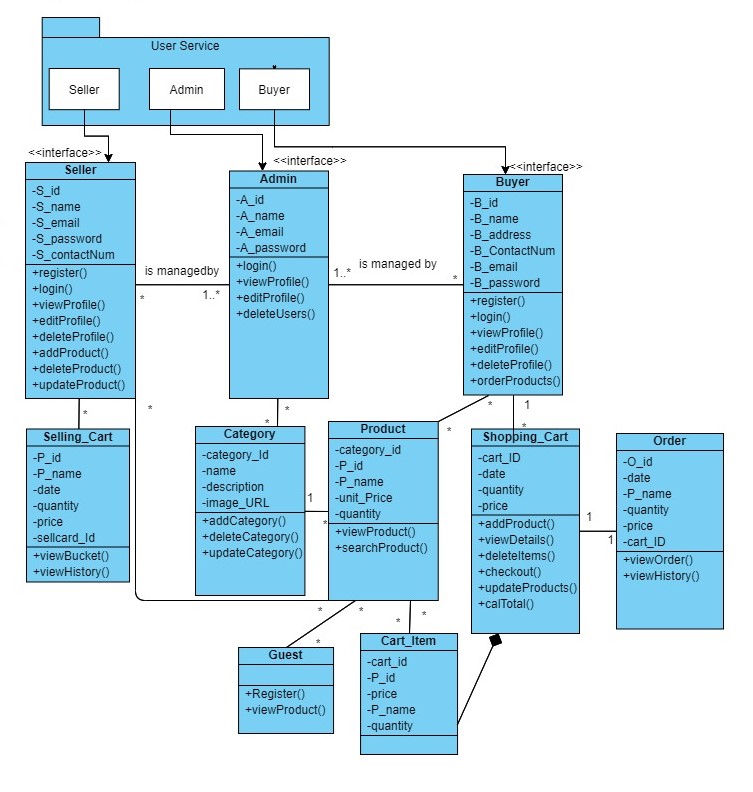 User Service
Seller
Admin
Buyer
<<interface>>
Seller
-S_id
-S_name
-S_email
-S_password
-S_contactNum
+register()
+login()
+viewProfile()
+editProfile()
+deleteProfile()
+addProduct()
+deleteProduct()
+updateProduct()
<<interface>>
Admin
-A_id
-A_name
-A_email
-A_password
+login()
+viewProfile()
+editProfile()
+deleteUsers()
<<interface>>
Buyer
-B_id
-B_name
-B_address
-B_ContactNum
-B_email
-B_password
+register()
+login()
+viewProfile()
+editProfile()
+deleteProfile()
+orderProducts()
is managedby
*
1..*
is managed by
1..*
*
*
*
*
*
*
*
1
*
Selling_Cart
-P_id
-P_name
-date
-quantity
-price
-sellcard_Id
+viewBucket()
+viewHistory()
Category
-category_Id
-name
-description
-image_URL
+addCategory()
+deleteCategory()
+updateCategory()
1
*
Product
-category_id
-P_id
-P_name
-unit_Price
-quantity
+viewProduct()
+searchProduct()
Shopping_Cart
-cart_ID
-date
-quantity
-price
+addProduct()
+viewDetails()
+deleteItems()
+checkout()
+updateProducts()
+calTotal()
1
1
Order
-O_id
-date
-P_name
-quantity
-price
-cart_ID
+viewOrder()
+viewHistory()
*
*
*
*
*
Guest
+Register()
+viewProduct()
Cart_Item
-cart_id
-P_id
-price
-P_name
-quantity